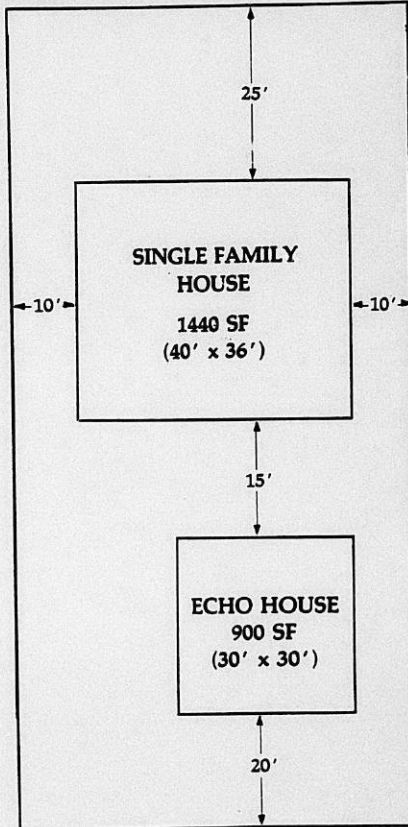 25′
SINGLE FAMILY
HOUSE
1440 SF
(40′ x 36′)
10′
10′
15′
ECHO HOUSE
900 SF
(30′ x 30′)
20′